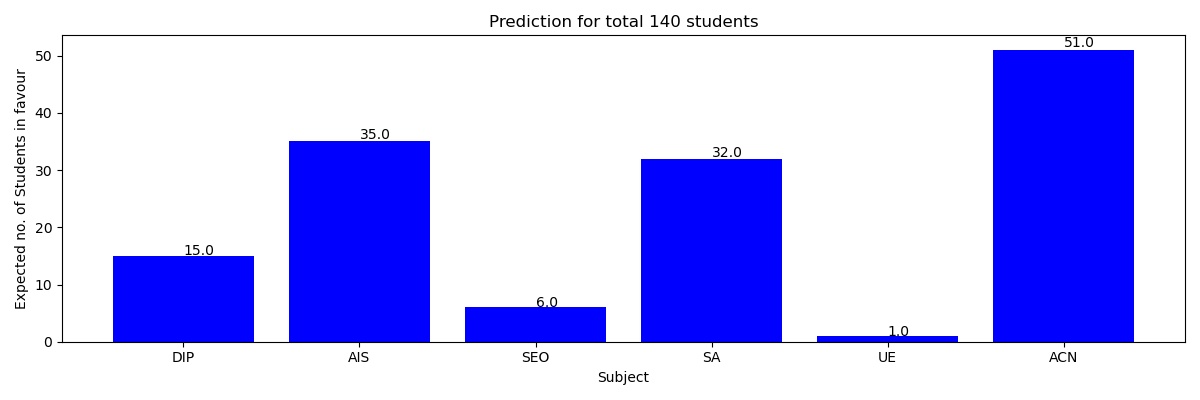 Prediction for total 140 students
Expected no. of Students in favour
50
40
30
20
10
0
15.0
35.0
6.0
32.0
1.0
51.0
DIP
AIS
SEO
SA
UE
ACN
Subject